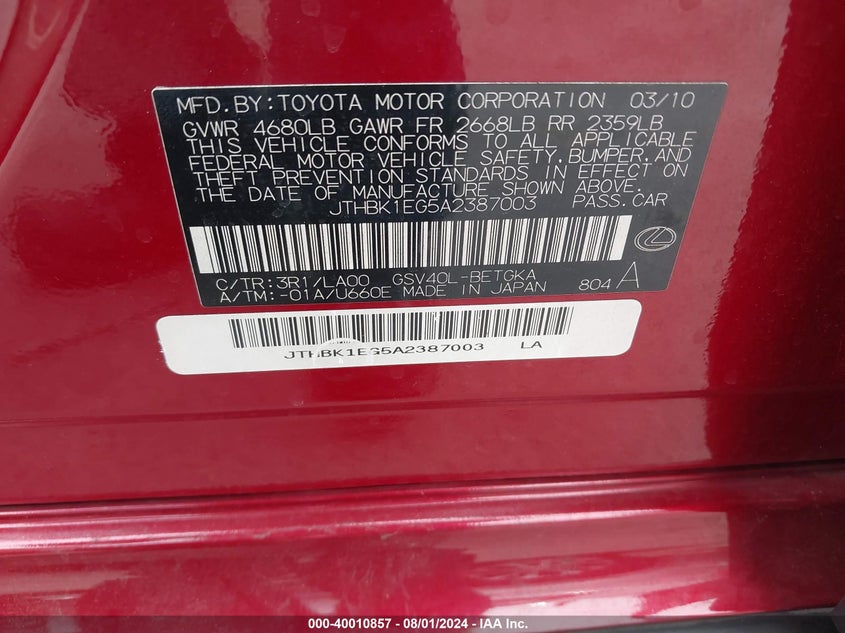 MFD. BY: TOYOTA MOTOR CORPORATION 03/10
GVWR 4680LB GAWR FR 2668LB RR 2359LB
THIS VEHICLE CONFORMS TO ALL APPLICABLE
FEDERAL MOTOR VEHICLE SAFETY, BUMPER, AND
THEFT PREVENTION STANDARDS IN EFFECT ON
THE DATE OF MANUFACTURE SHOWN ABOVE.
JTHBK1EG5A2387003 PASS. CAR
C/TR: 3R1/LA00 GSV40L-BETGKA
A/TM: -01A/U660E MADE IN JAPAN 804 A
JTHBK1EG5A2387003 LA
000-40010857 - 08/01/2024 - IAA Inc.